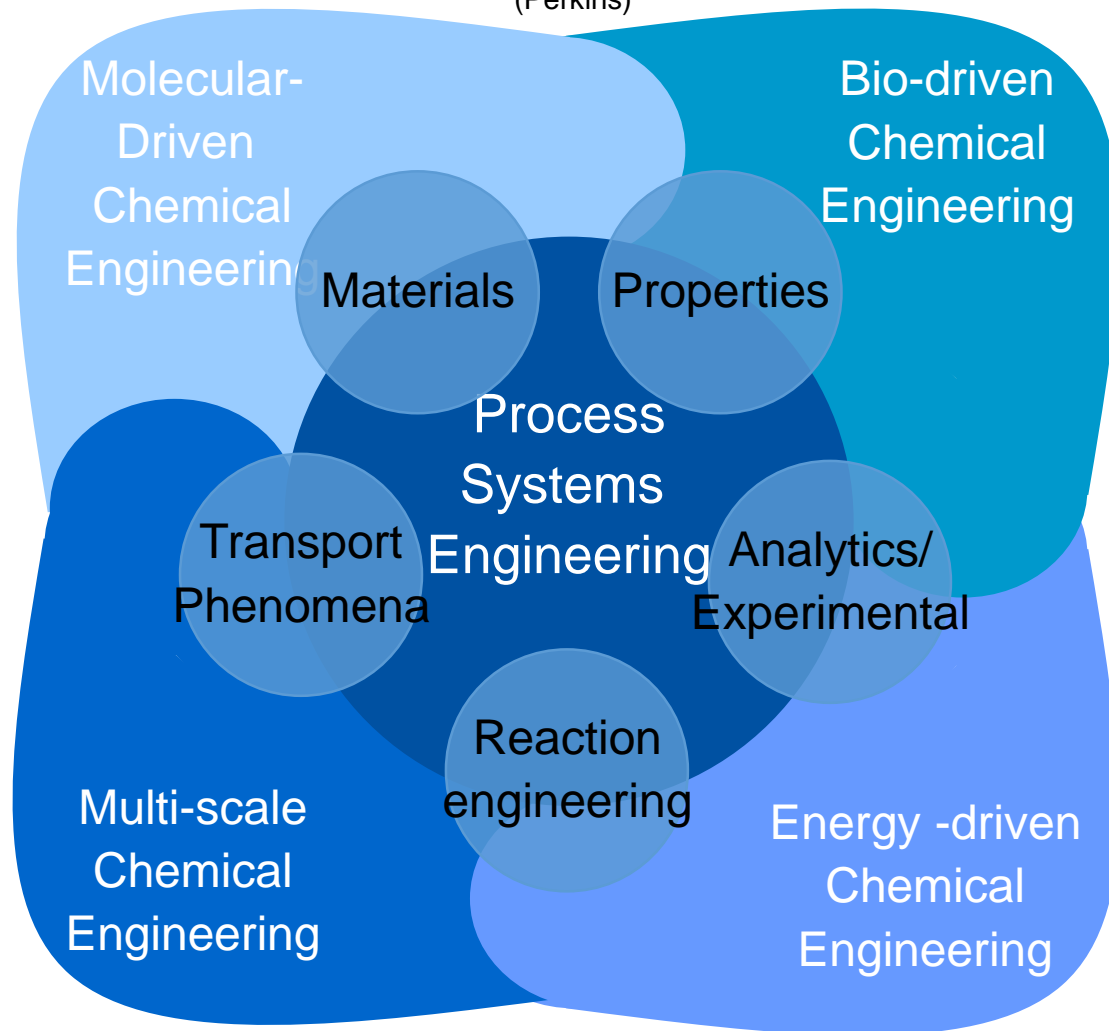 (Perkins)
Molecular-
Driven
Chemical
Engineering
Bio-driven
Chemical
Engineering
Materials
Properties
Process
Systems
Engineering
Transport
Phenomena
Analytics/
Experimental
Reaction
engineering
Multi-scale
Chemical
Engineering
Energy -driven
Chemical
Engineering